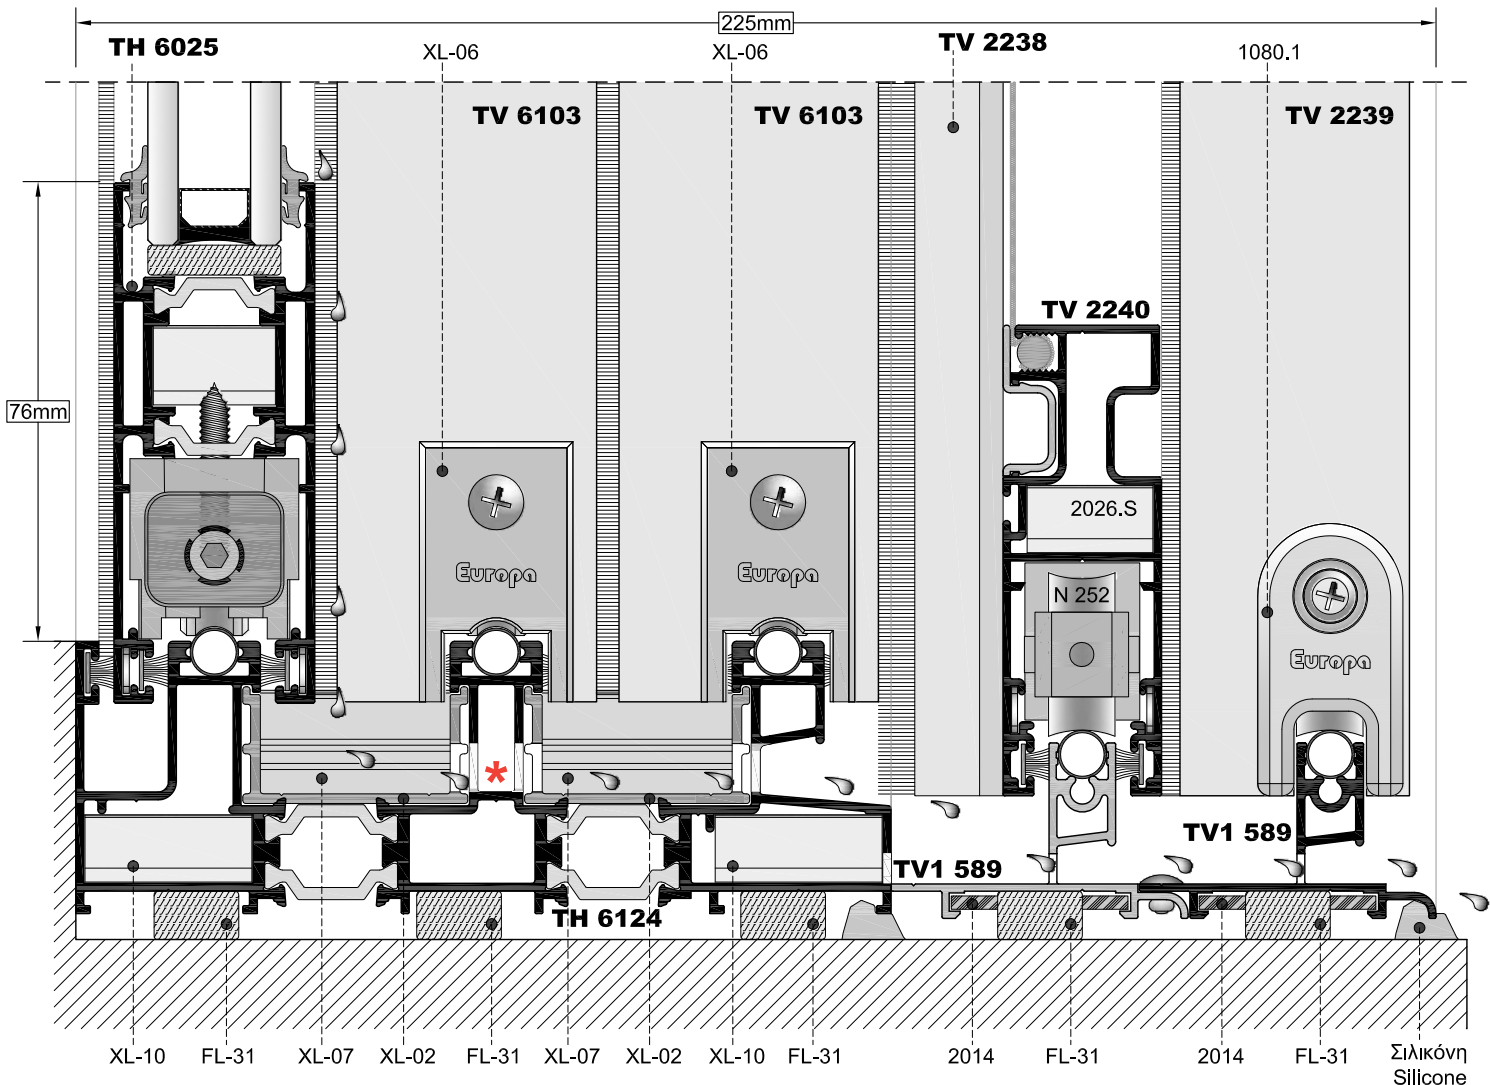 225mm
TH 6025
XL-06
XL-06
TV 2238
1080.1
TV 6103
TV 6103
TV 2239
TV 2240
76mm
2026.S
Europa
Europa
N 252
Europa
*
TV1 589
TV1 589
TH 6124
XL-10
FL-31
XL-07
XL-02
FL-31
XL-07
XL-02
XL-10
FL-31
2014
FL-31
2014
FL-31
Σιλικόνη
Silicone